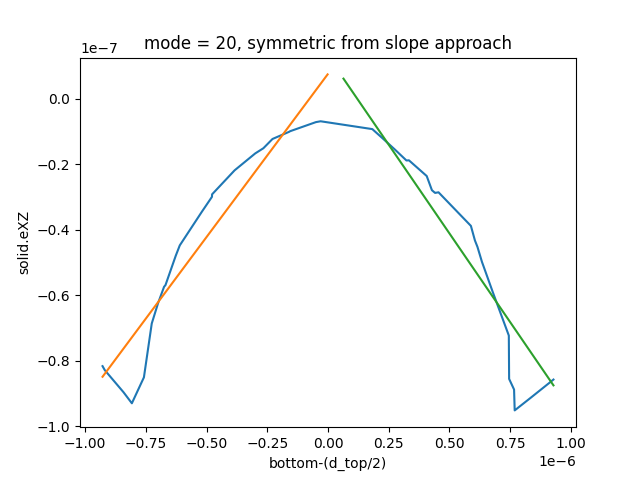 mode = 20, symmetric from slope approach
1e−7
0.0
−0.2
−0.4
−0.6
−0.8
−1.0
solid.eXZ
−1.00 −0.75 −0.50 −0.25 0.00 0.25 0.50 0.75 1.00
bottom-(d_top/2)
1e−6